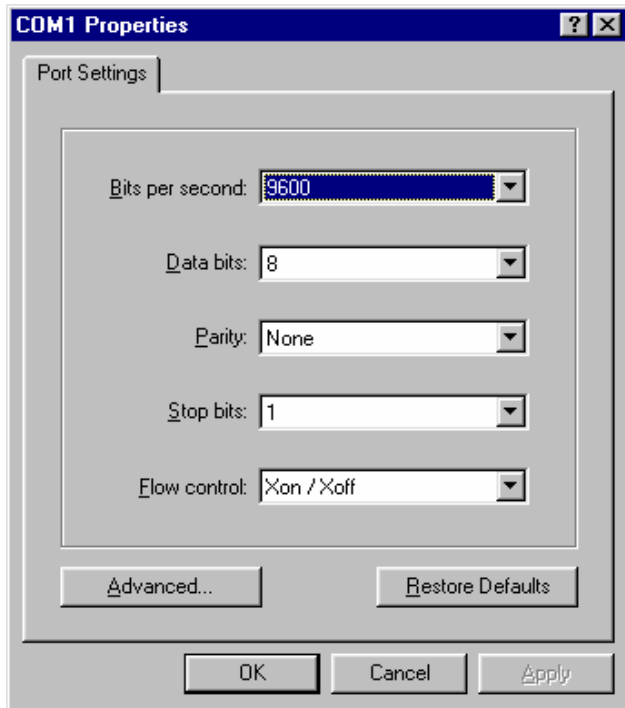 COM1 Properties
Port Settings
Bits per second: 9600
Data bits: 8
Parity: None
Stop bits: 1
Flow control: Xon / Xoff
Advanced... Restore Defaults
OK Cancel Apply